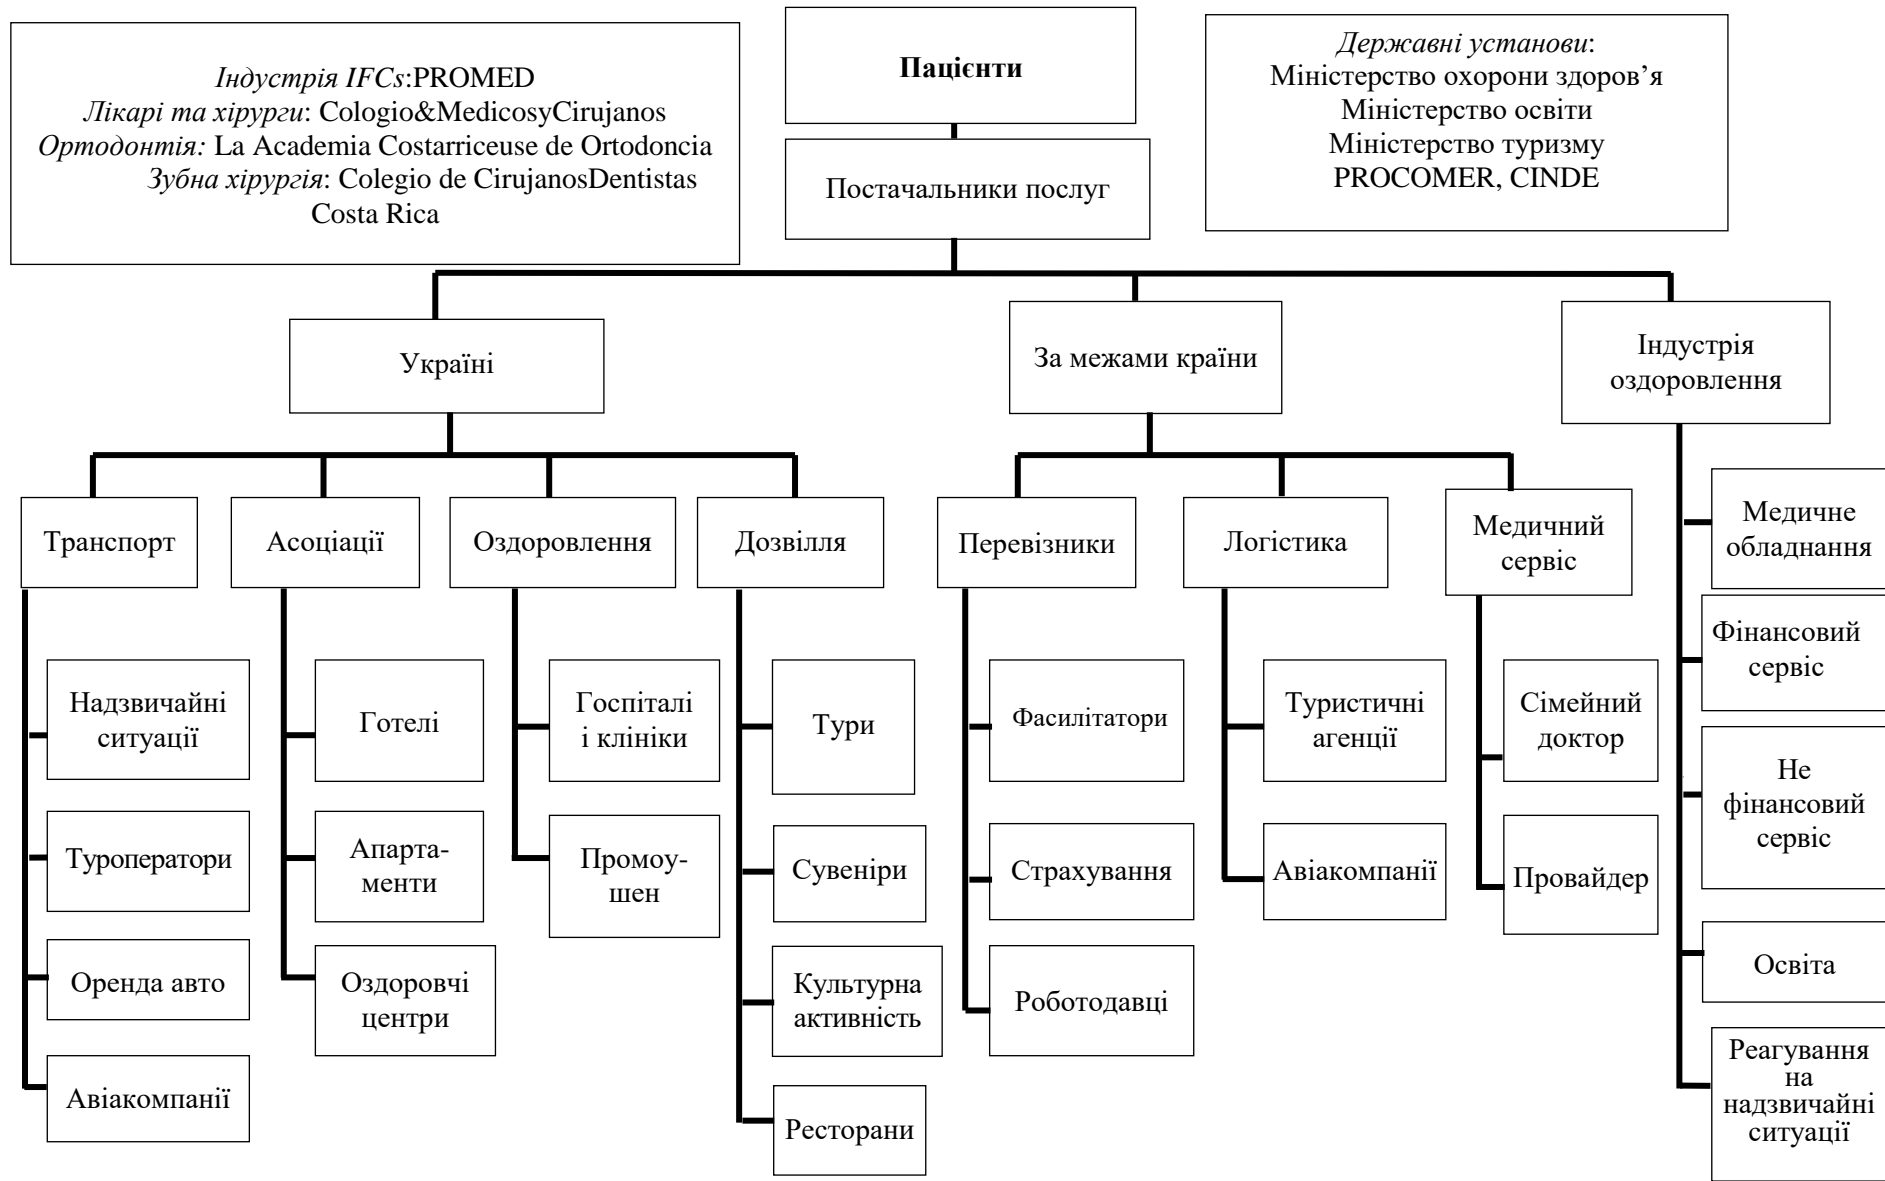 Індустрія IFCs:PROMED
Лікарі та хірурги: Cologio&MedicosyCirujanos
Ортодонтія: La Academia Costarriceuse de Ortodoncia
Зубна хірургія: Colegio de CirujanosDentistas
Costa Rica
Пацієнти
Постачальники послуг
Державні установи:
Міністерство охорони здоров’я
Міністерство освіти
Міністерство туризму
PROCOMER, CINDE
Україні
За межами країни
Індустрія
оздоровлення
Транспорт
Асоціації
Оздоровлення
Дозвілля
Перевізники
Логістика
Медичний
сервіс
Надзвичайні
ситуації
Туроператори
Оренда авто
Авіакомпанії
Готелі
Апарта-
менти
Оздоровчі
центри
Госпіталі
і клініки
Промоу-
шен
Тури
Сувеніри
Культурна
активність
Ресторани
Фасилітатори
Страхування
Роботодавці
Туристичні
агенції
Авіакомпанії
Сімейний
доктор
Провайдер
Медичне
обладнання
Фінансовий
сервіс
Не
фінансовий
сервіс
Освіта
Реагування
на
надзвичайні
ситуації